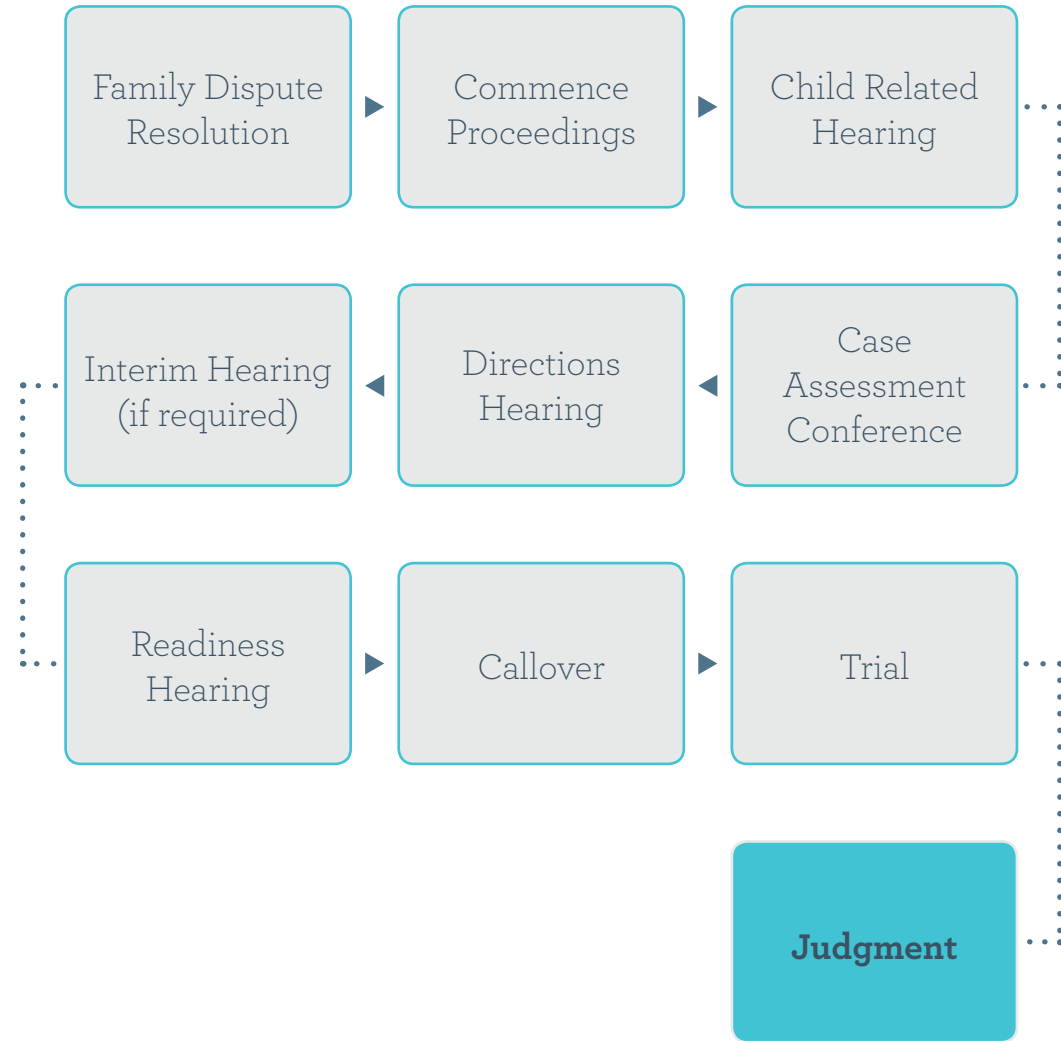 Family Dispute
Resolution
Commence
Proceedings
Child Related
Hearing
Case
Assessment
Conference
Directions
Hearing
Interim Hearing
(if required)
Readiness
Hearing
Callover
Trial
Judgment